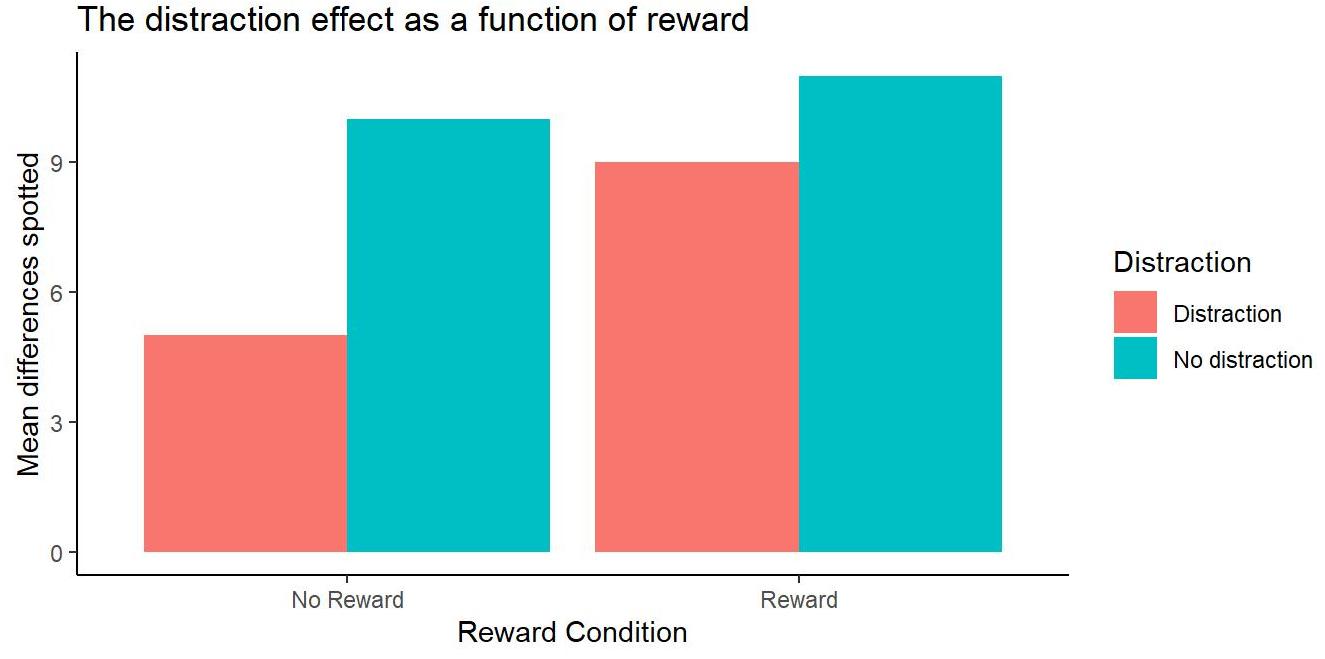 The distraction effect as a function of reward
Mean differences spotted
9
6
3
0
No Reward
Reward
Reward Condition
Distraction
Distraction
No distraction